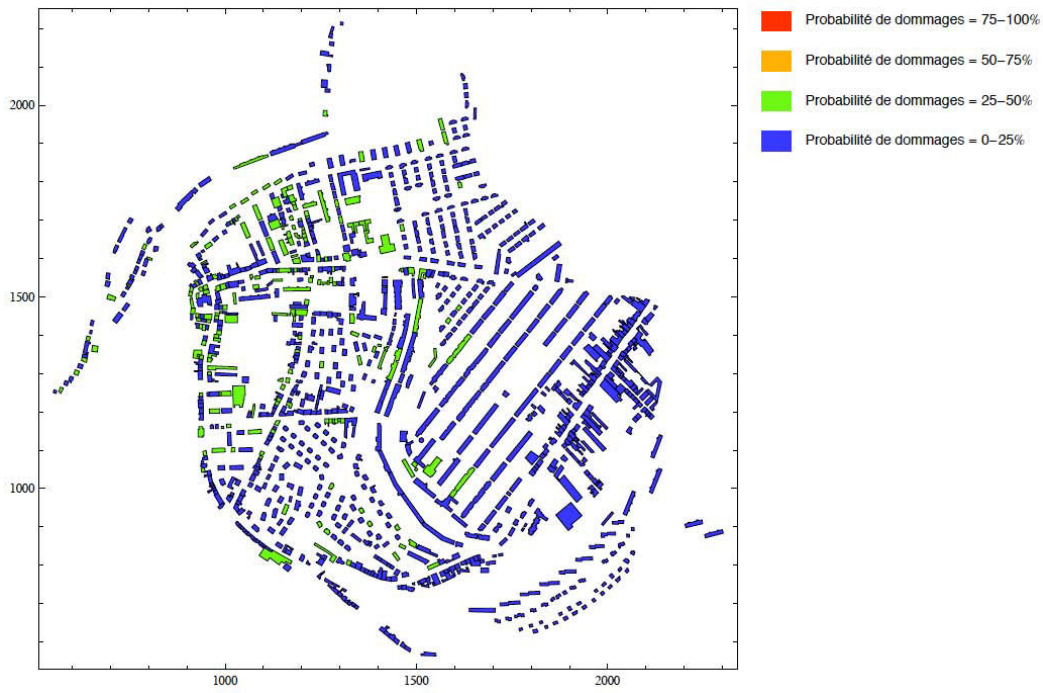 Probabilité de dommages = 75–100%
Probabilité de dommages = 50–75%
Probabilité de dommages = 25–50%
Probabilité de dommages = 0–25%
2000
1500
1000
1000 1500 2000